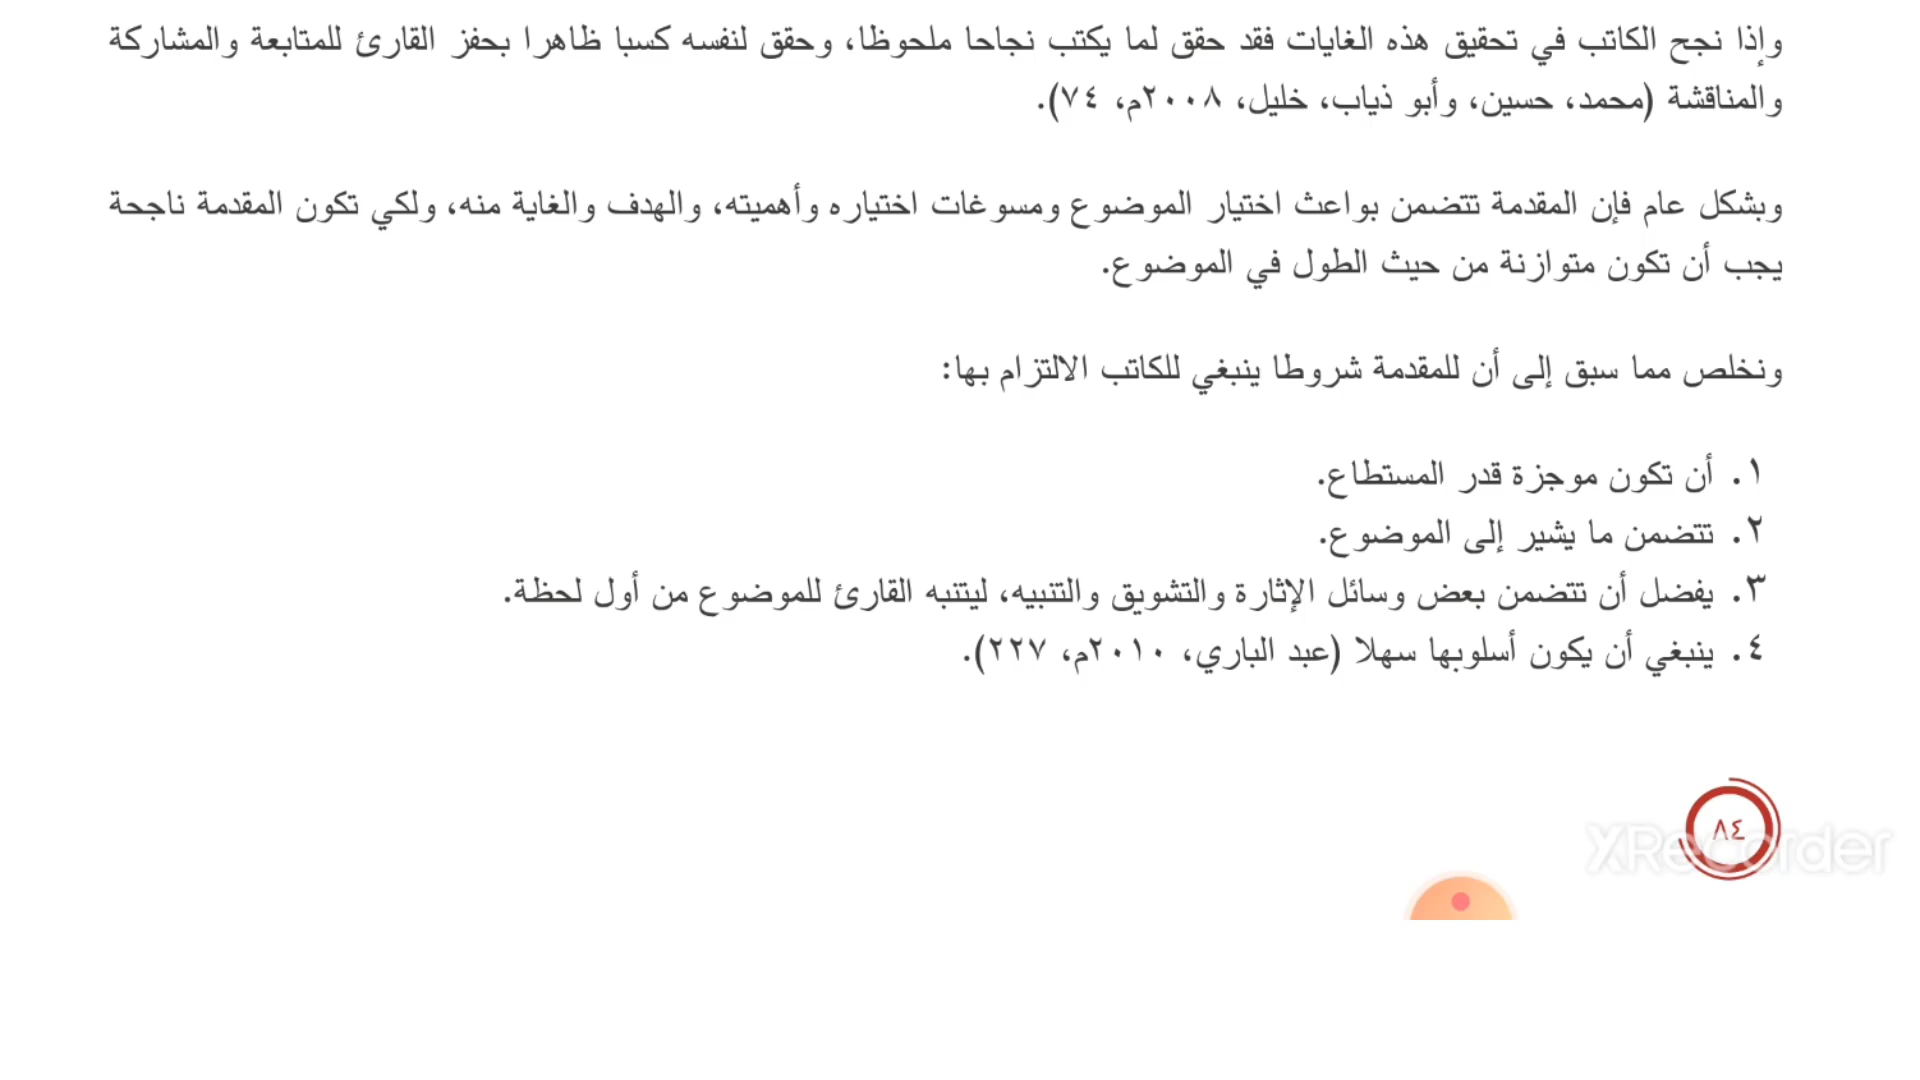 وإذا نجح الكاتب في تحقيق هذه الغايات فقد حقق لما يكتب نجاحا ملحوظا، وحقق لنفسه كسبا ظاهرا بحفز القارئ للمتابعة والمشاركة
والمناقشة (محمد، حسين، وأبو ذياب، خليل، ٢٠٠٨م، ٧٤).
وبشكل عام فإن المقدمة تتضمن بواعث اختيار الموضوع ومسوغات اختياره وأهميته، والهدف والغاية منه، ولكي تكون المقدمة ناجحة
يجب أن تكون متوازنة من حيث الطول في الموضوع.
ونخلص مما سبق إلى أن للمقدمة شروطا ينبغي للكاتب الالتزام بها:
١. أن تكون موجزة قدر المستطاع.
٢. تتضمن ما يشير إلى الموضوع.
٣. يفضل أن تتضمن بعض وسائل الإثارة والتشويق والتنبيه، ليتنبه القارئ للموضوع من أول لحظة.
٤. ينبغي أن يكون أسلوبها سهلا (عبد الباري، ٢٠١٠م، ٢٢٧).
٨٤
XRecorder